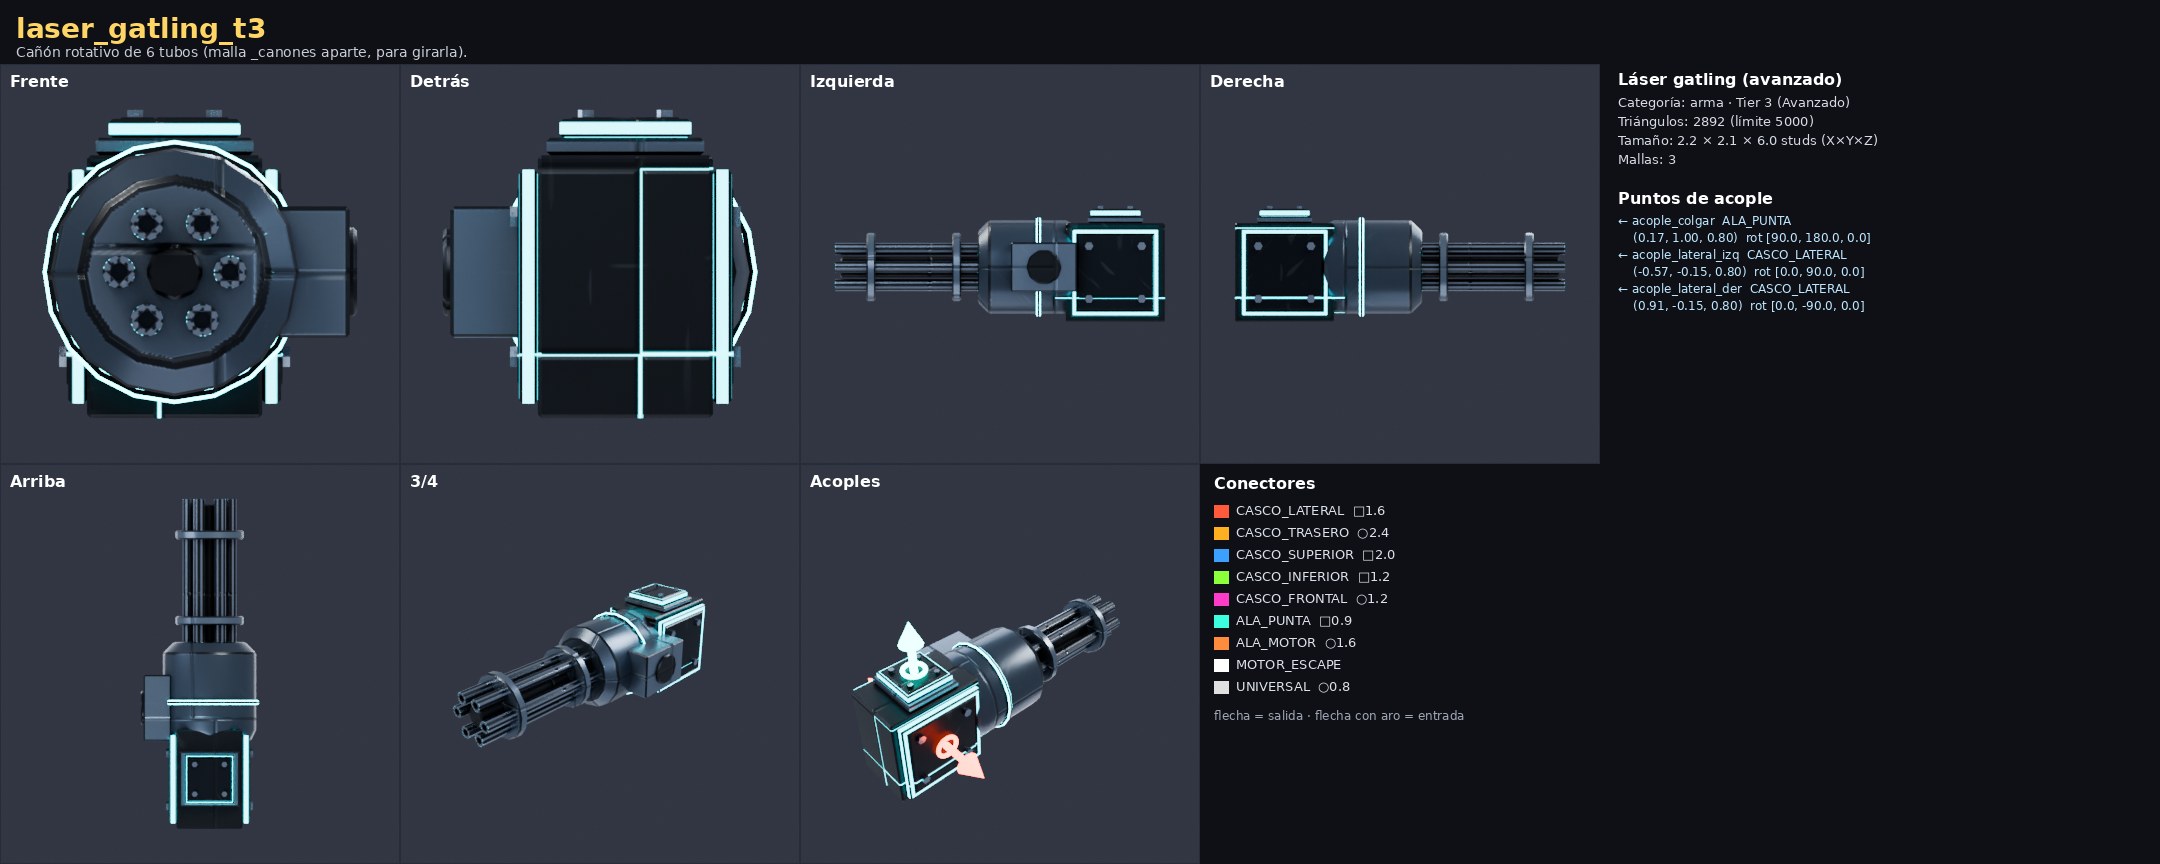 laser_gatling_t3
Cañón rotativo de 6 tubos (malla _canones aparte, para girarla).
Frente
Detrás
Izquierda
Derecha
Láser gatling (avanzado)
Categoría: arma · Tier 3 (Avanzado)
Triángulos: 2892 (límite 5000)
Tamaño: 2.2 × 2.1 × 6.0 studs (X×Y×Z)
Mallas: 3
Puntos de acople
← acople_colgar ALA_PUNTA
(0.17, 1.00, 0.80) rot [90.0, 180.0, 0.0]
← acople_lateral_izq CASCO_LATERAL
(-0.57, -0.15, 0.80) rot [0.0, 90.0, 0.0]
← acople_lateral_der CASCO_LATERAL
(0.91, -0.15, 0.80) rot [0.0, -90.0, 0.0]
Arriba
3/4
Acoples
Conectores
CASCO_LATERAL □1.6
CASCO_TRASERO ○2.4
CASCO_SUPERIOR □2.0
CASCO_INFERIOR □1.2
CASCO_FRONTAL ○1.2
ALA_PUNTA □0.9
ALA_MOTOR ○1.6
MOTOR_ESCAPE
UNIVERSAL ○0.8
flecha = salida · flecha con aro = entrada